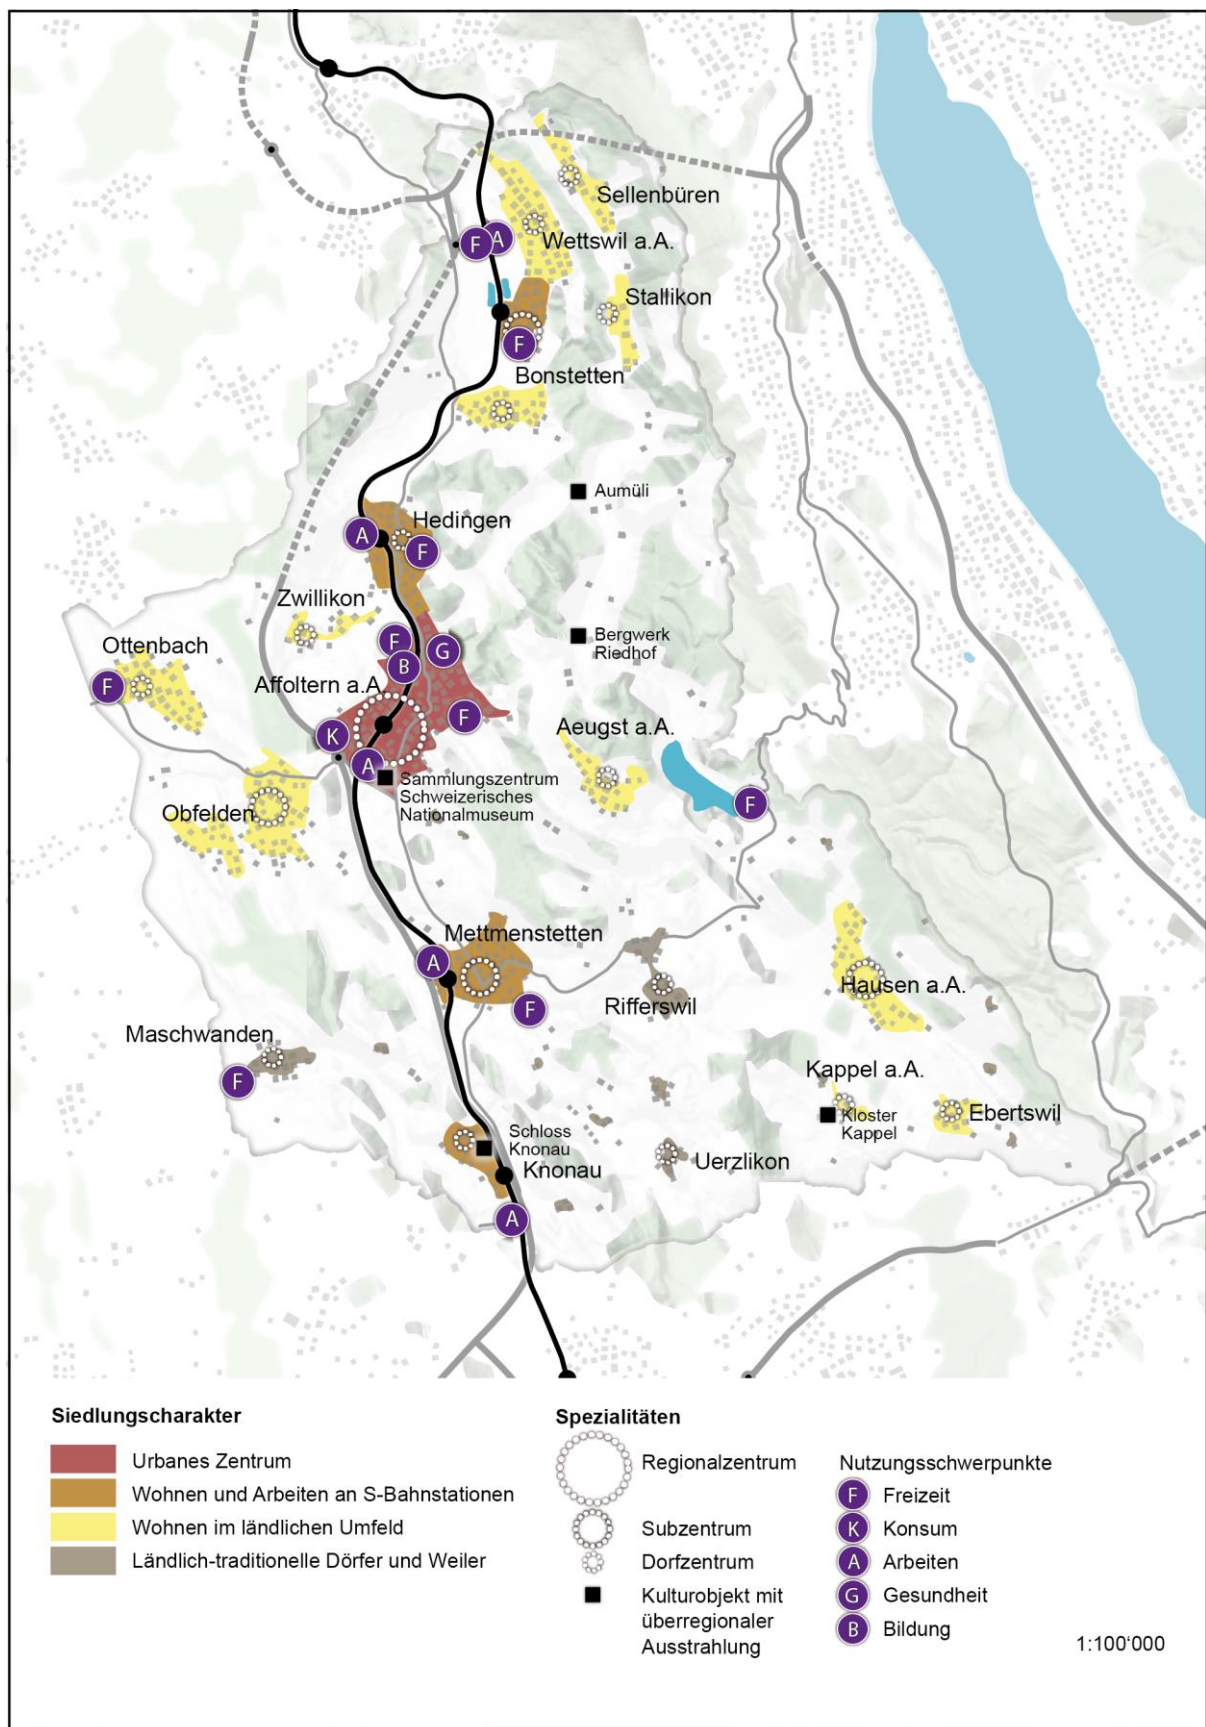 Sellenbüren
F
A
Wettswil a.A.
Stallikon
F
Bonstetten
Aumüli
A
Hedingen
F
Zwillikon
Bergwerk
Riedhof
F
G
B
Ottenbach
F
Affoltern a.A
K
F
A
Aeugst a.A.
Sammlungszentrum
Schweizerisches
Nationalmuseum
F
Obfelden
Mettmenstetten
A
F
Rifferswil
Hausen a.A.
Maschwanden
F
Kappel a.A.
Kloster
Kappel
Ebertswil
Schloss
Knonau
Knonau
Uerzlikon
A
Siedlungscharakter
Urbanes Zentrum
Wohnen und Arbeiten an S-Bahnstationen
Wohnen im ländlichen Umfeld
Ländlich-traditionelle Dörfer und Weiler
Spezialitäten
Regionalzentrum
Subzentrum
Dorfzentrum
Kulturobjekt mit
überregionaler
Ausstrahlung
Nutzungsschwerpunkte
F Freizeit
K Konsum
A Arbeiten
G Gesundheit
B Bildung
1:100'000